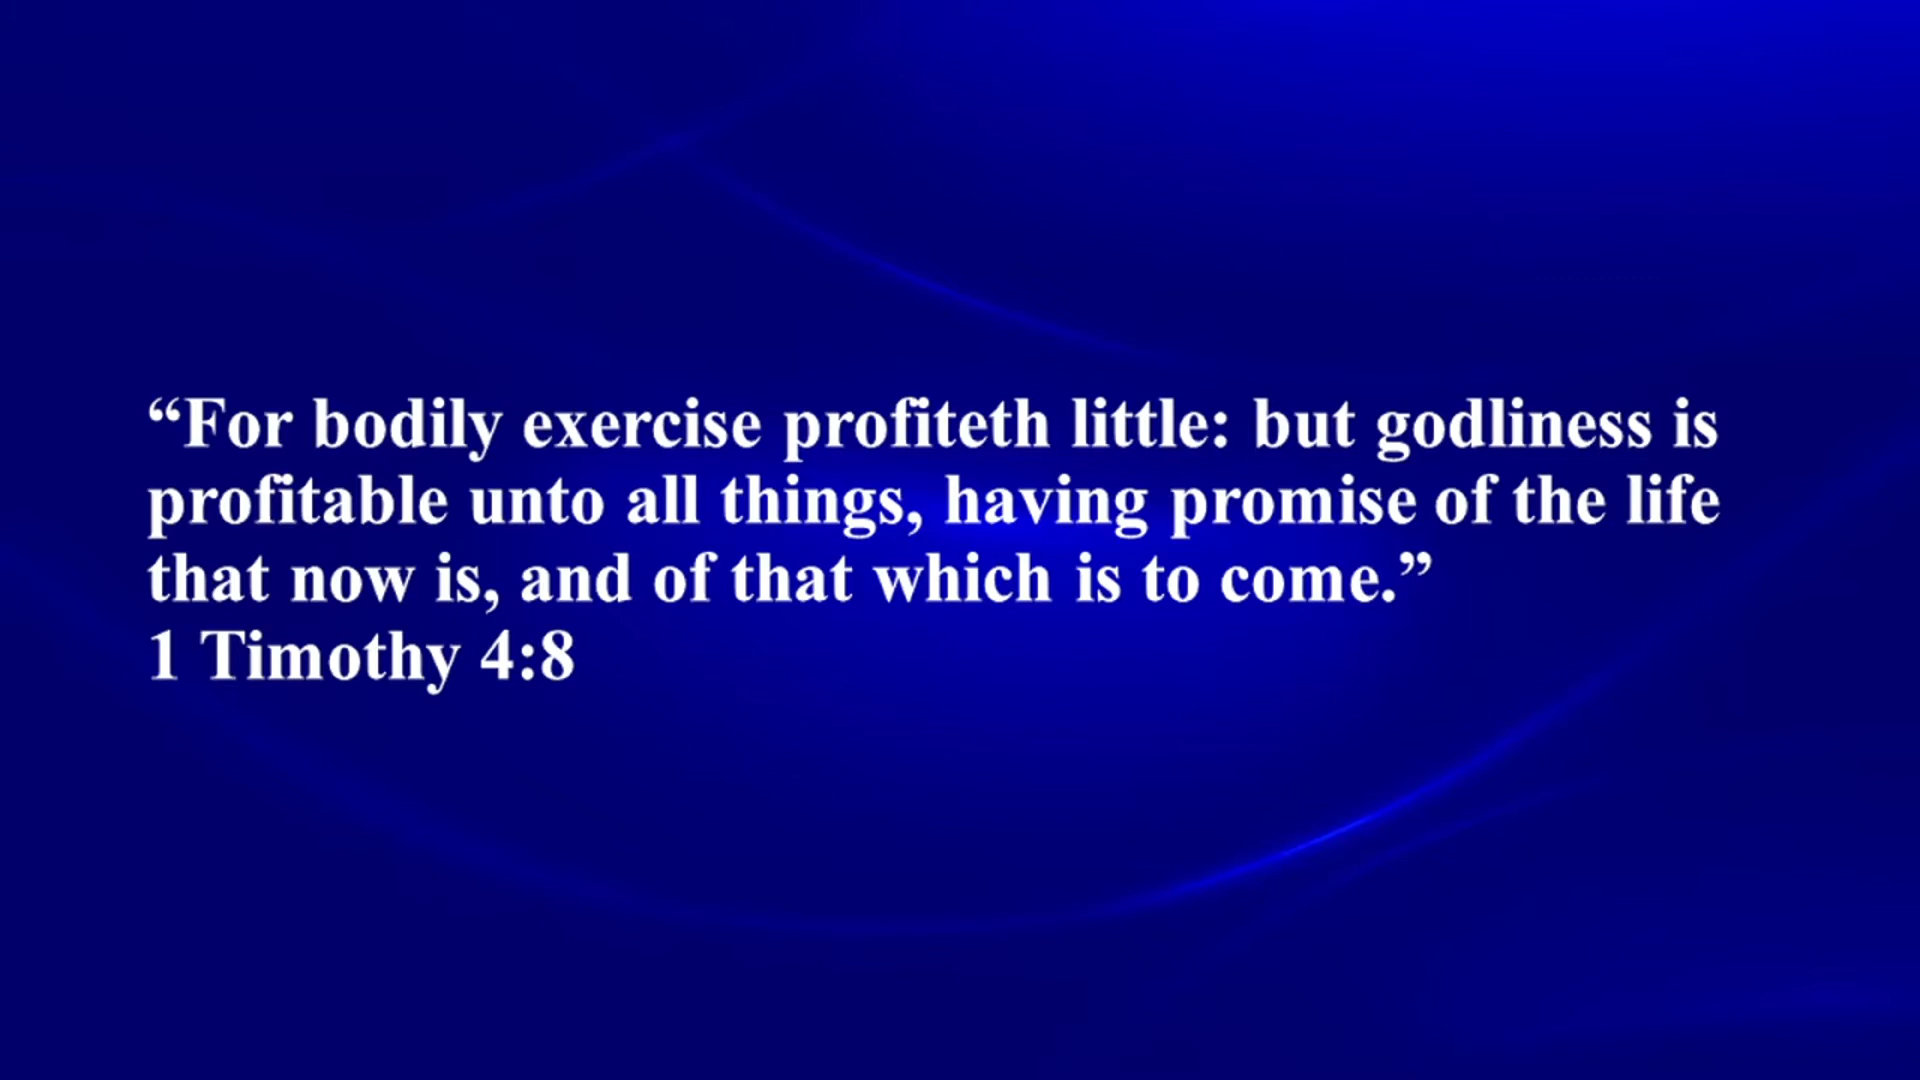 “For bodily exercise profiteth little: but godliness is
profitable unto all things, having promise of the life
that now is, and of that which is to come.”
1 Timothy 4:8